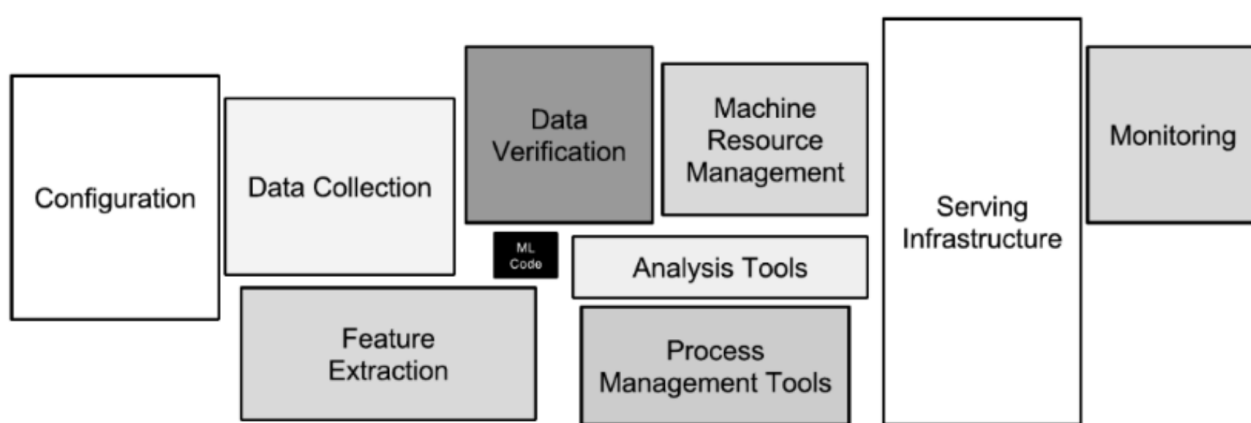 Configuration
Data Collection
Data
Verification
Machine
Resource
Management
Serving
Infrastructure
Monitoring
ML
Code
Analysis Tools
Feature
Extraction
Process
Management Tools